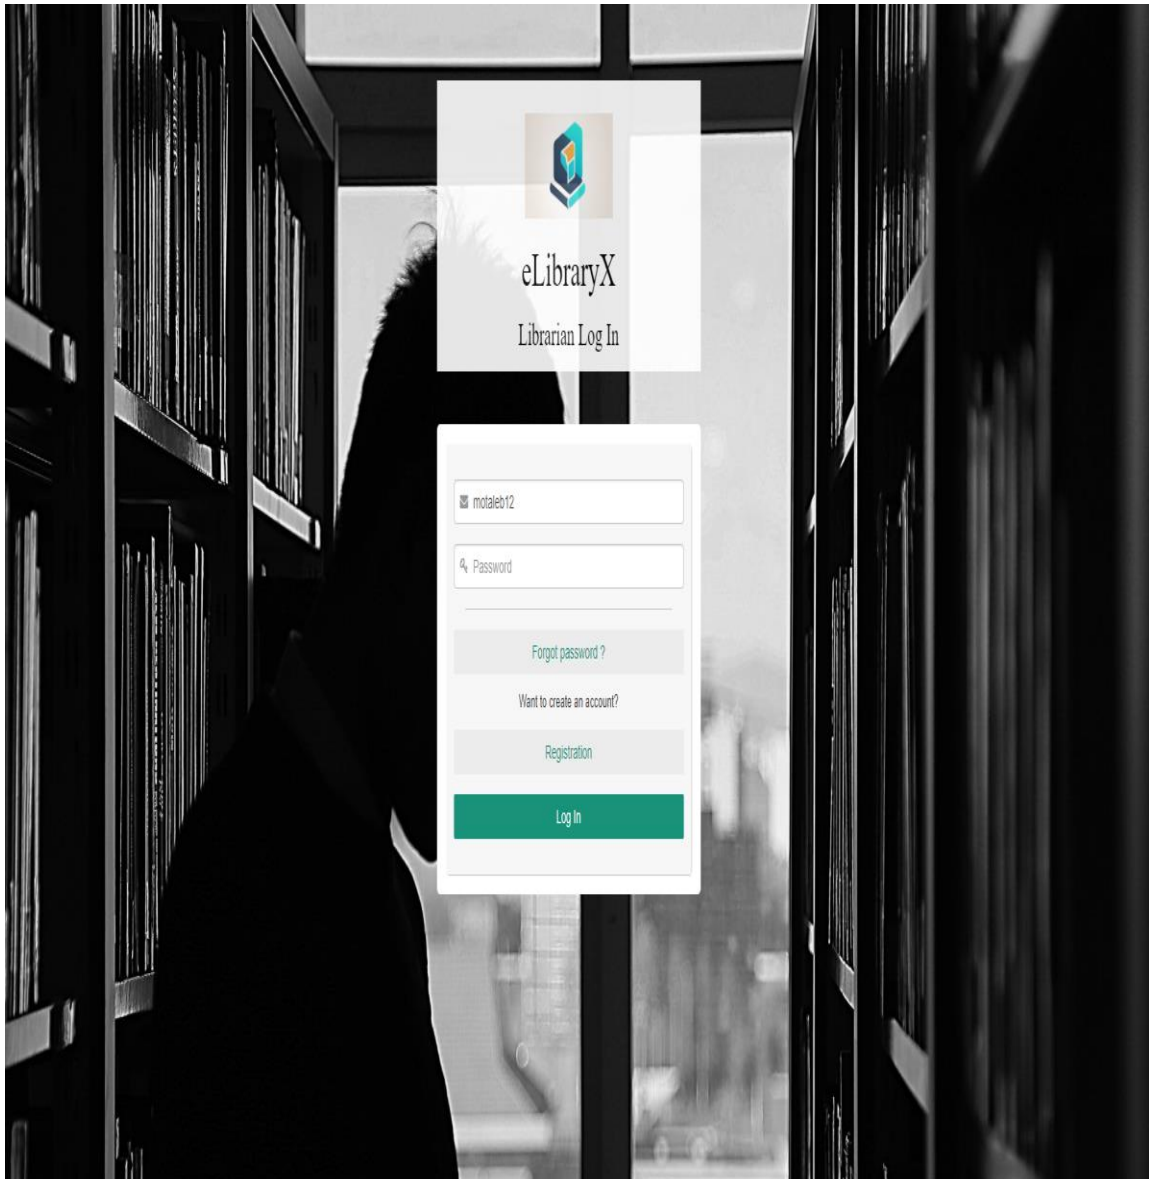 eLibraryX
Librarian Log In
motaleb12
Password
Forgot password ?
Want to create an account?
Registration
Log In